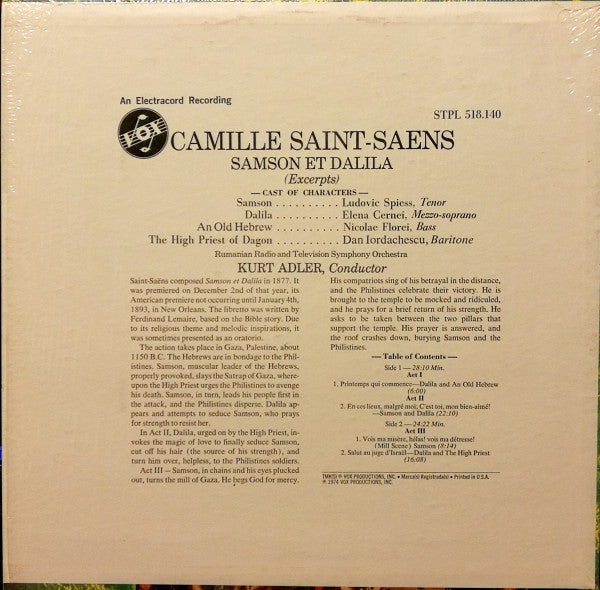 An Electracord Recording
STPL 518.140
VOX
CAMILLE SAINT-SAENS
SAMSON ET DALILA
(Excerpts)
— CAST OF CHARACTERS —
Samson . . . . . . . . . . Ludovic Spiess, Tenor
Dalila . . . . . . . . . . Elena Cernei, Mezzo-soprano
An Old Hebrew . . . . . . . . . . Nicolae Florei, Bass
The High Priest of Dagon . . . . . . . . . . Dan Iordachescu, Baritone
Rumanian Radio and Television Symphony Orchestra
KURT ADLER, Conductor
Saint-Saëns composed Samson et Dalila in 1877. It
was premiered on December 2nd of that year, its
American premiere not occurring until January 4th,
1893, in New Orleans. The libretto was written by
Ferdinand Lemaire, based on the Bible story. Due
to its religious theme and melodic inspirations, it
was sometimes presented as an oratorio.
The action takes place in Gaza, Palestine, about
1150 B.C. The Hebrews are in bondage to the Phil-
istines. Samson, muscular leader of the Hebrews,
properly provoked, slays the Satrap of Gaza, where-
upon the High Priest urges the Philistines to avenge
his death. Samson, in turn, leads his people first in
the attack, and the Philistines disperse. Dalila ap-
pears and attempts to seduce Samson, who prays
for strength to resist her.
In Act II, Dalila, urged on by the High Priest, in-
vokes the magic of love to finally seduce Samson,
cut off his hair (the source of his strength), and
turn him over, helpless, to the Philistines soldiers.
Act III — Samson, in chains and his eyes plucked
out, turns the mill of Gaza. He begs God for mercy.
His compatriots sing of his betrayal in the distance,
and the Philistines celebrate their victory. He is
brought to the temple to be mocked and ridiculed,
and he prays for a brief return of his strength. He
asks to be taken between the two pillars that
support the temple. His prayer is answered, and
the roof crashes down, burying Samson and the
Philistines.
— Table of Contents —
Side 1 — 28:10 Min.
Act I
1. Printemps qui commence—Dalila and An Old Hebrew
(6:00)
Act II
2. En ces lieux, malgré moi, C'est toi, mon bien-aimé!
—Samson and Dalila (22:10)
Side 2 — 24:22 Min.
Act III
1. Vois ma misère, hélas! vois ma détresse!
(Mill Scene) Samson (8:14)
2. Salut au juge d'Israil—Dalila and The High Priest
(16:08)
TMK(S) ® VOX PRODUCTIONS, INC. • Marca(s) Registrada(s) • Printed in U.S.A.
℗ 1974 VOX PRODUCTIONS, INC.